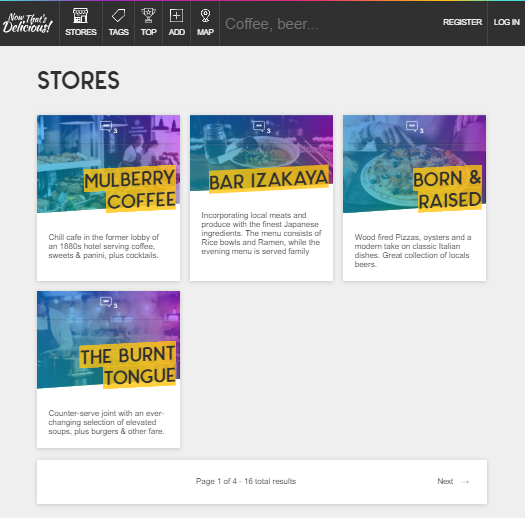 Now That's
Delicious!
STORES
TAGS
TOP
ADD
MAP
Coffee, beer...
REGISTER
LOG IN
STORES
3
MULBERRY
COFFEE
Chill cafe in the former lobby of
an 1880s hotel serving coffee,
sweets & panini, plus cocktails.
3
BAR IZAKAYA
Incorporating local meats and
produce with the finest Japanese
ingredients. The menu consists of
Rice bowls and Ramen, while the
evening menu is served family
3
BORN &
RAISED
Wood fired Pizzas, oysters and a
modern take on classic Italian
dishes. Great collection of locals
beers.
3
THE BURNT
TONGUE
Counter-serve joint with an ever-
changing selection of elevated
soups, plus burgers & other fare.
Page 1 of 4 - 16 total results
Next →